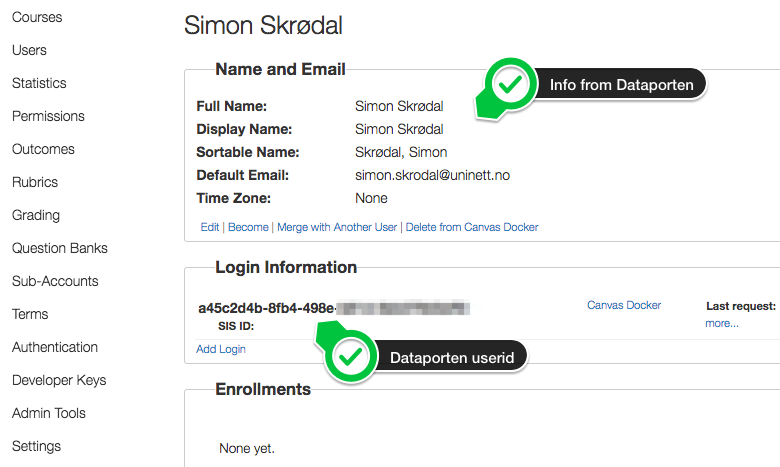 Courses
Users
Statistics
Permissions
Outcomes
Rubrics
Grading
Question Banks
Sub-Accounts
Terms
Authentication
Developer Keys
Admin Tools
Settings
Simon Skrødal
Name and Email
Info from Dataporten
Full Name: Simon Skrødal
Display Name: Simon Skrødal
Sortable Name: Skrødal, Simon
Default Email: simon.skrodal@uninett.no
Time Zone: None
Edit | Become | Merge with Another User | Delete from Canvas Docker
Login Information
a45c2d4b-8fb4-498e- Canvas Docker Last request:
SIS ID: more...
Add Login
Dataporten userid
Enrollments
None yet.